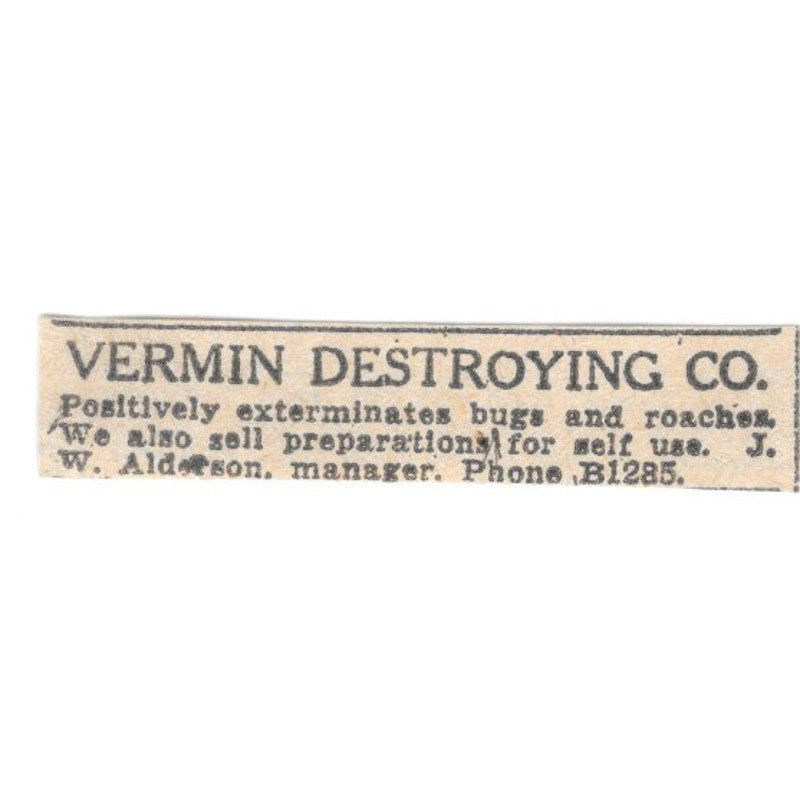 VERMIN DESTROYING CO.
Positively exterminates bugs and roaches.
We also sell preparations for self use. J.
W. Alderson, manager. Phone B1285.